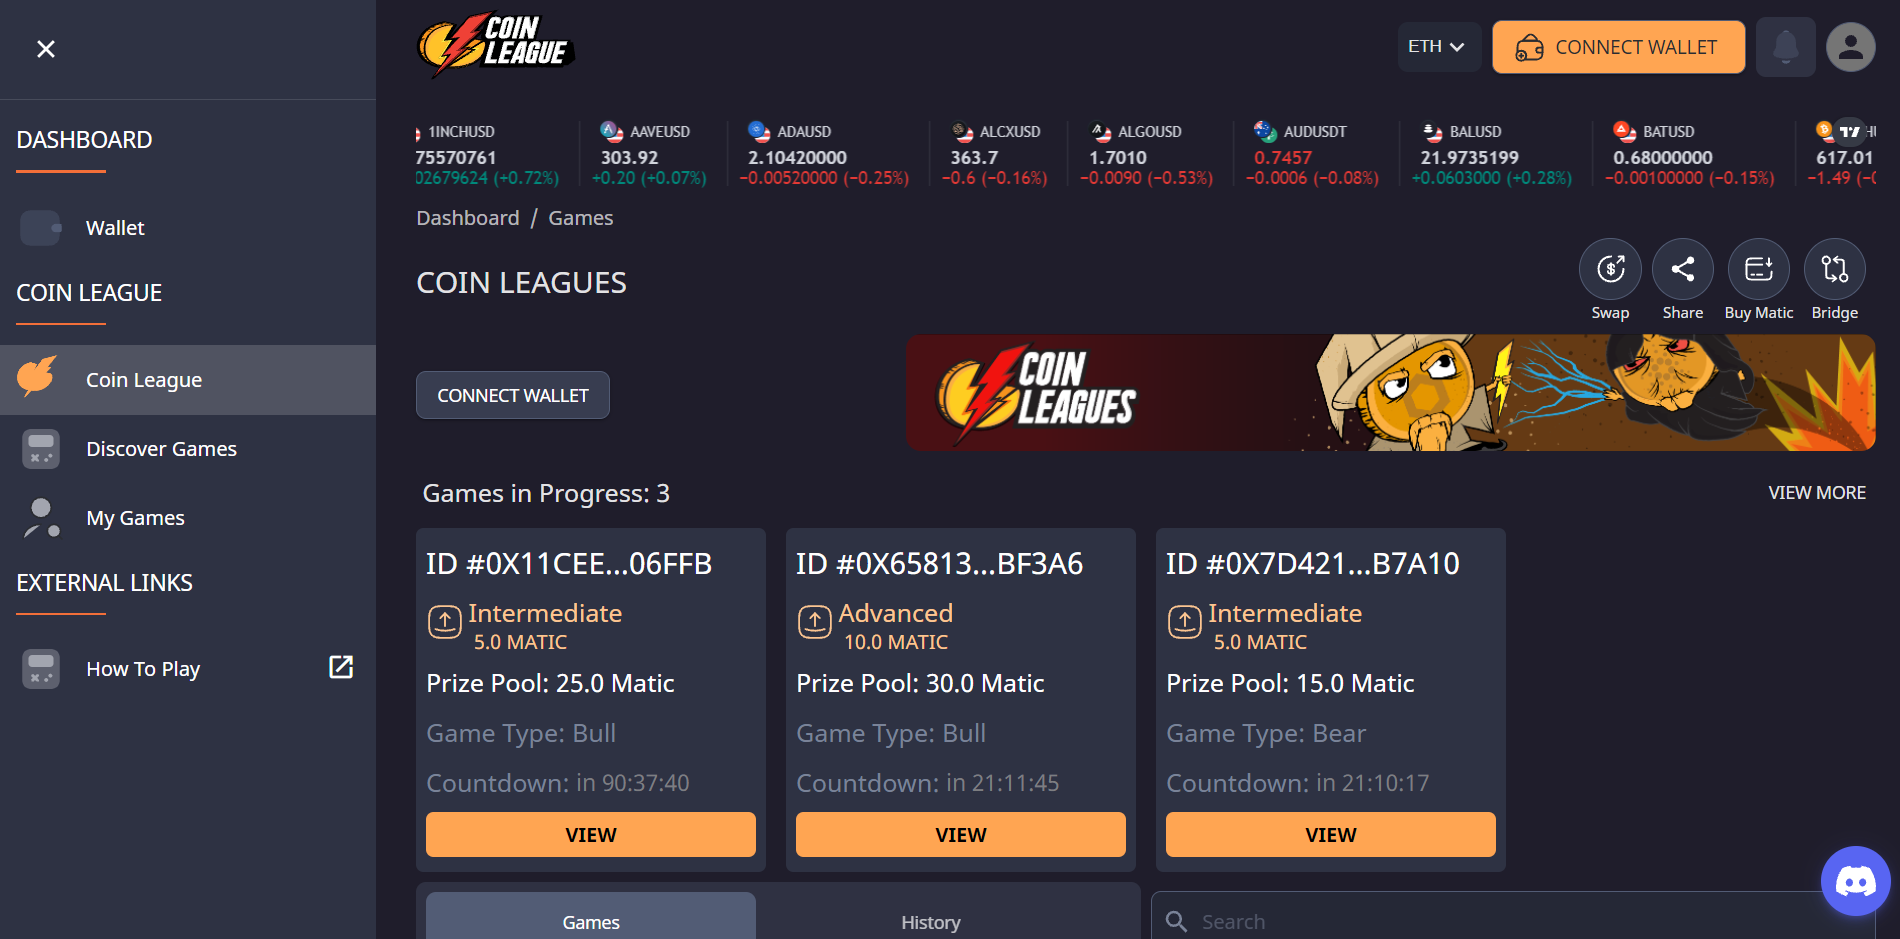 COIN
LEAGUE
ETH
CONNECT WALLET
DASHBOARD
Wallet
COIN LEAGUE
Coin League
Discover Games
My Games
EXTERNAL LINKS
How To Play
1INCHUSD
75570761
02679624 (+0.72%)
AAVEUSD
303.92
+0.20 (+0.07%)
ADAUSD
2.10420000
−0.00520000 (−0.25%)
ALCXUSD
363.7
−0.6 (−0.16%)
ALGOUSD
1.7010
−0.0090 (−0.53%)
AUDUSDT
0.7457
−0.0006 (−0.08%)
BALUSD
21.9735199
+0.0603000 (+0.28%)
BATUSD
0.68000000
−0.00100000 (−0.15%)
617.01
−1.49
Dashboard / Games
COIN LEAGUES
Swap
Share
Buy Matic
Bridge
CONNECT WALLET
COIN
LEAGUES
Games in Progress: 3
VIEW MORE
ID #0X11CEE...06FFB
Intermediate
5.0 MATIC
Prize Pool: 25.0 Matic
Game Type: Bull
Countdown: in 90:37:40
VIEW
ID #0X65813...BF3A6
Advanced
10.0 MATIC
Prize Pool: 30.0 Matic
Game Type: Bull
Countdown: in 21:11:45
VIEW
ID #0X7D421...B7A10
Intermediate
5.0 MATIC
Prize Pool: 15.0 Matic
Game Type: Bear
Countdown: in 21:10:17
VIEW
Games
History
Search